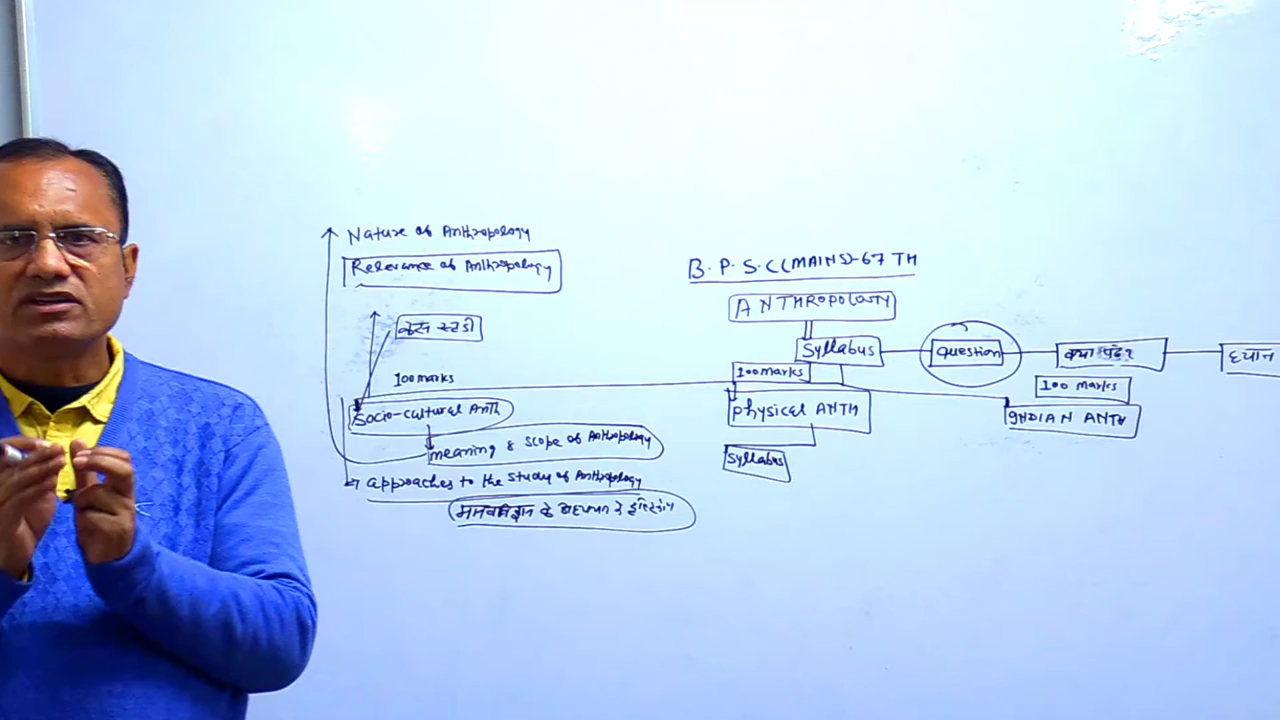 Nature of Anthropology
Relevance of Anthropology
केस स्टडी
100 marks
Socio-cultural Anth
meaning & scope of Anthropology
approaches to the study of Anthropology
मानवविज्ञान के अध्ययन के
B.P.S.C (MAINS)-67TH
ANTHROPOLOGY
Syllabus
question
क्या पढ़े?
ध्यान
100 marks
100 marks
physical ANTH
INDIAN ANTH
Syllabus